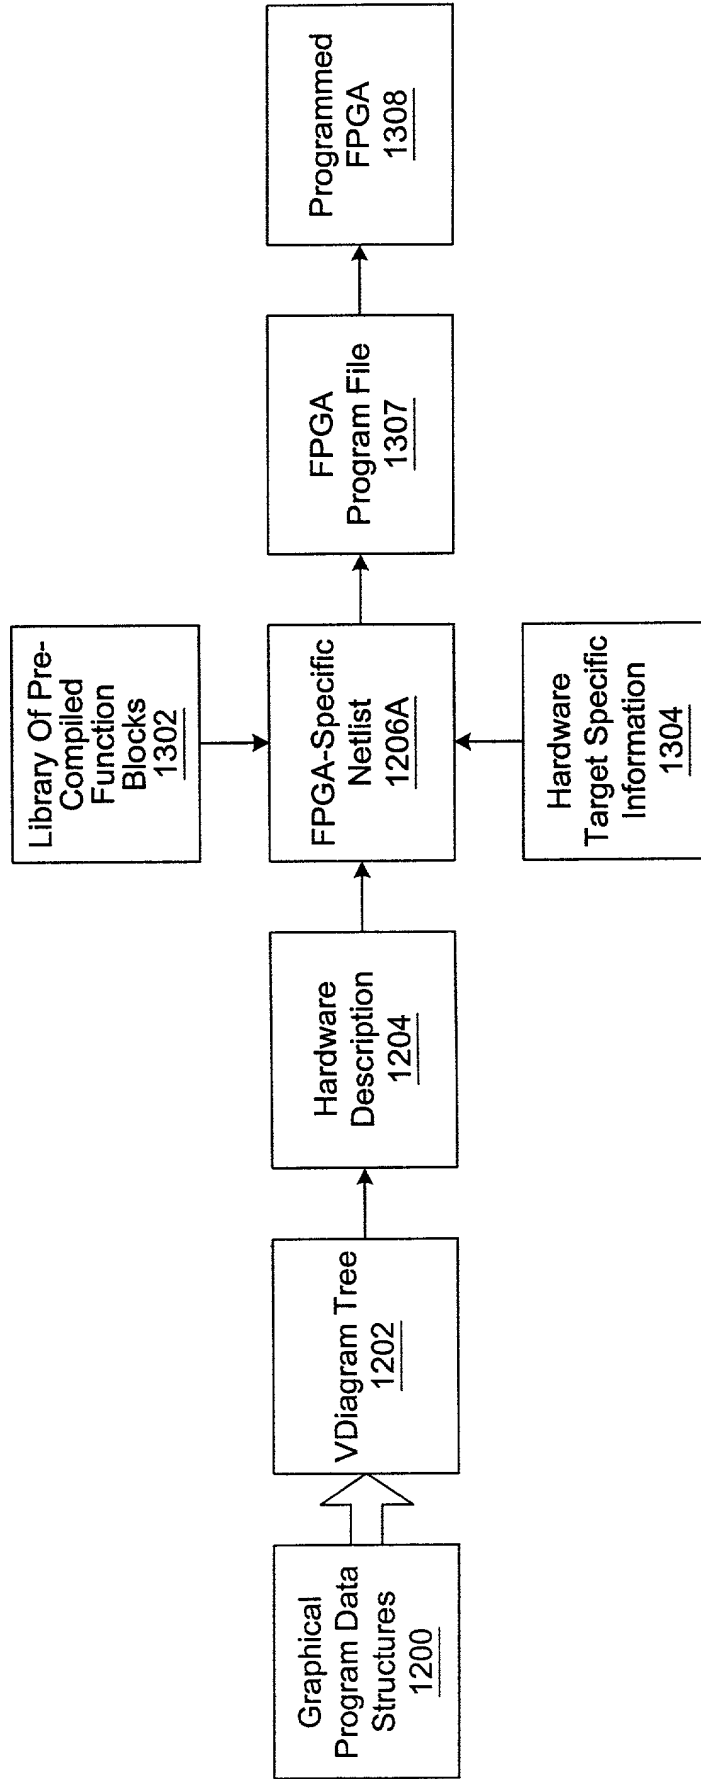 Graphical
Program Data
Structures
1200
VDiagram Tree
1202
Hardware
Description
1204
Library Of Pre-
Compiled
Function
Blocks
1302
FPGA-Specific
Netlist
1206A
Hardware
Target Specific
Information
1304
FPGA
Program File
1307
Programmed
FPGA
1308